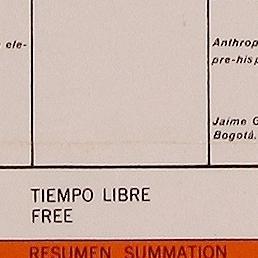 ele-
Anthrop
pre-hisp
Jaime G
Bogotá.
TIEMPO LIBRE
FREE
RESUMEN SUMMATION